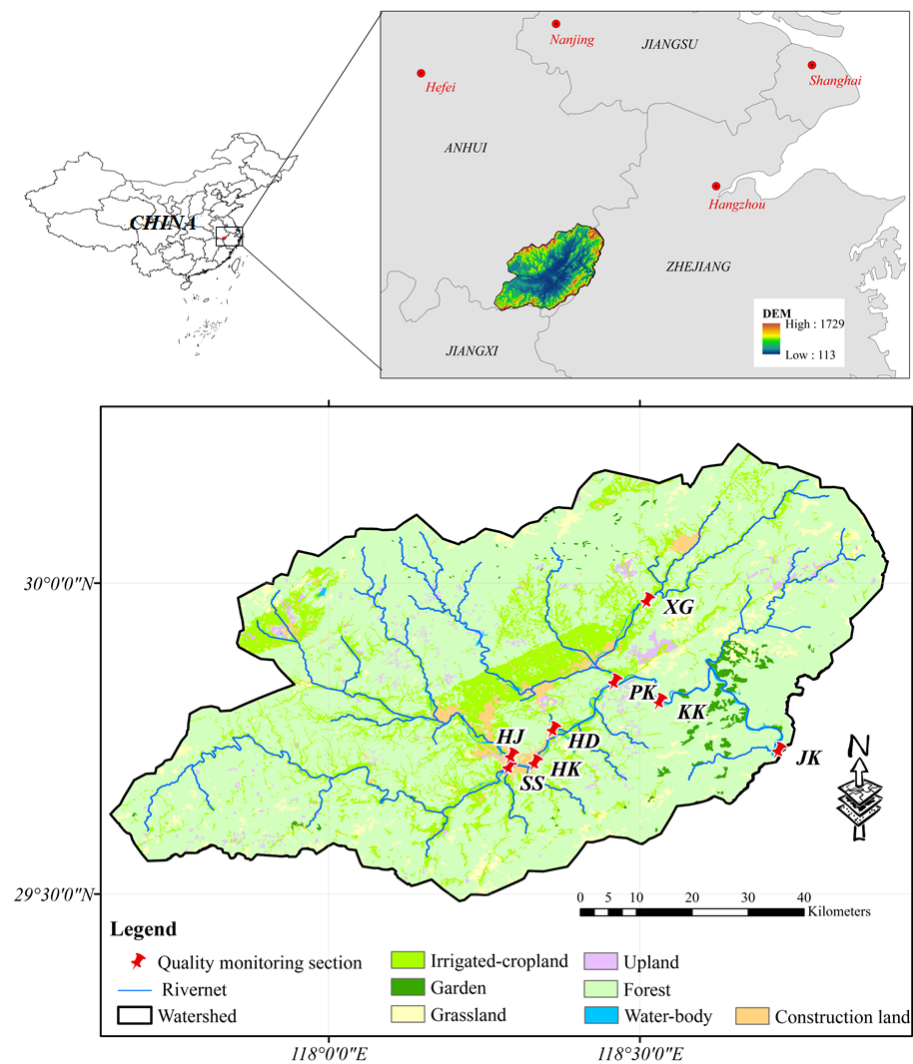 Nanjing
JIANGSU
Shanghai
Hefei
ANHUI
CHINA
Hangzhou
ZHEJIANG
DEM
High : 1729
Low : 113
JIANGXI
30°0'0"N
XG
PK
KK
HD
HJ
HK
SS
JK
N
29°30'0"N
0 5 10 20 30 40
Kilometers
Legend
Quality monitoring section
Rivernet
Watershed
Irrigated-cropland
Garden
Grassland
Upland
Forest
Water-body
Construction land
118°0'0"E
118°30'0"E